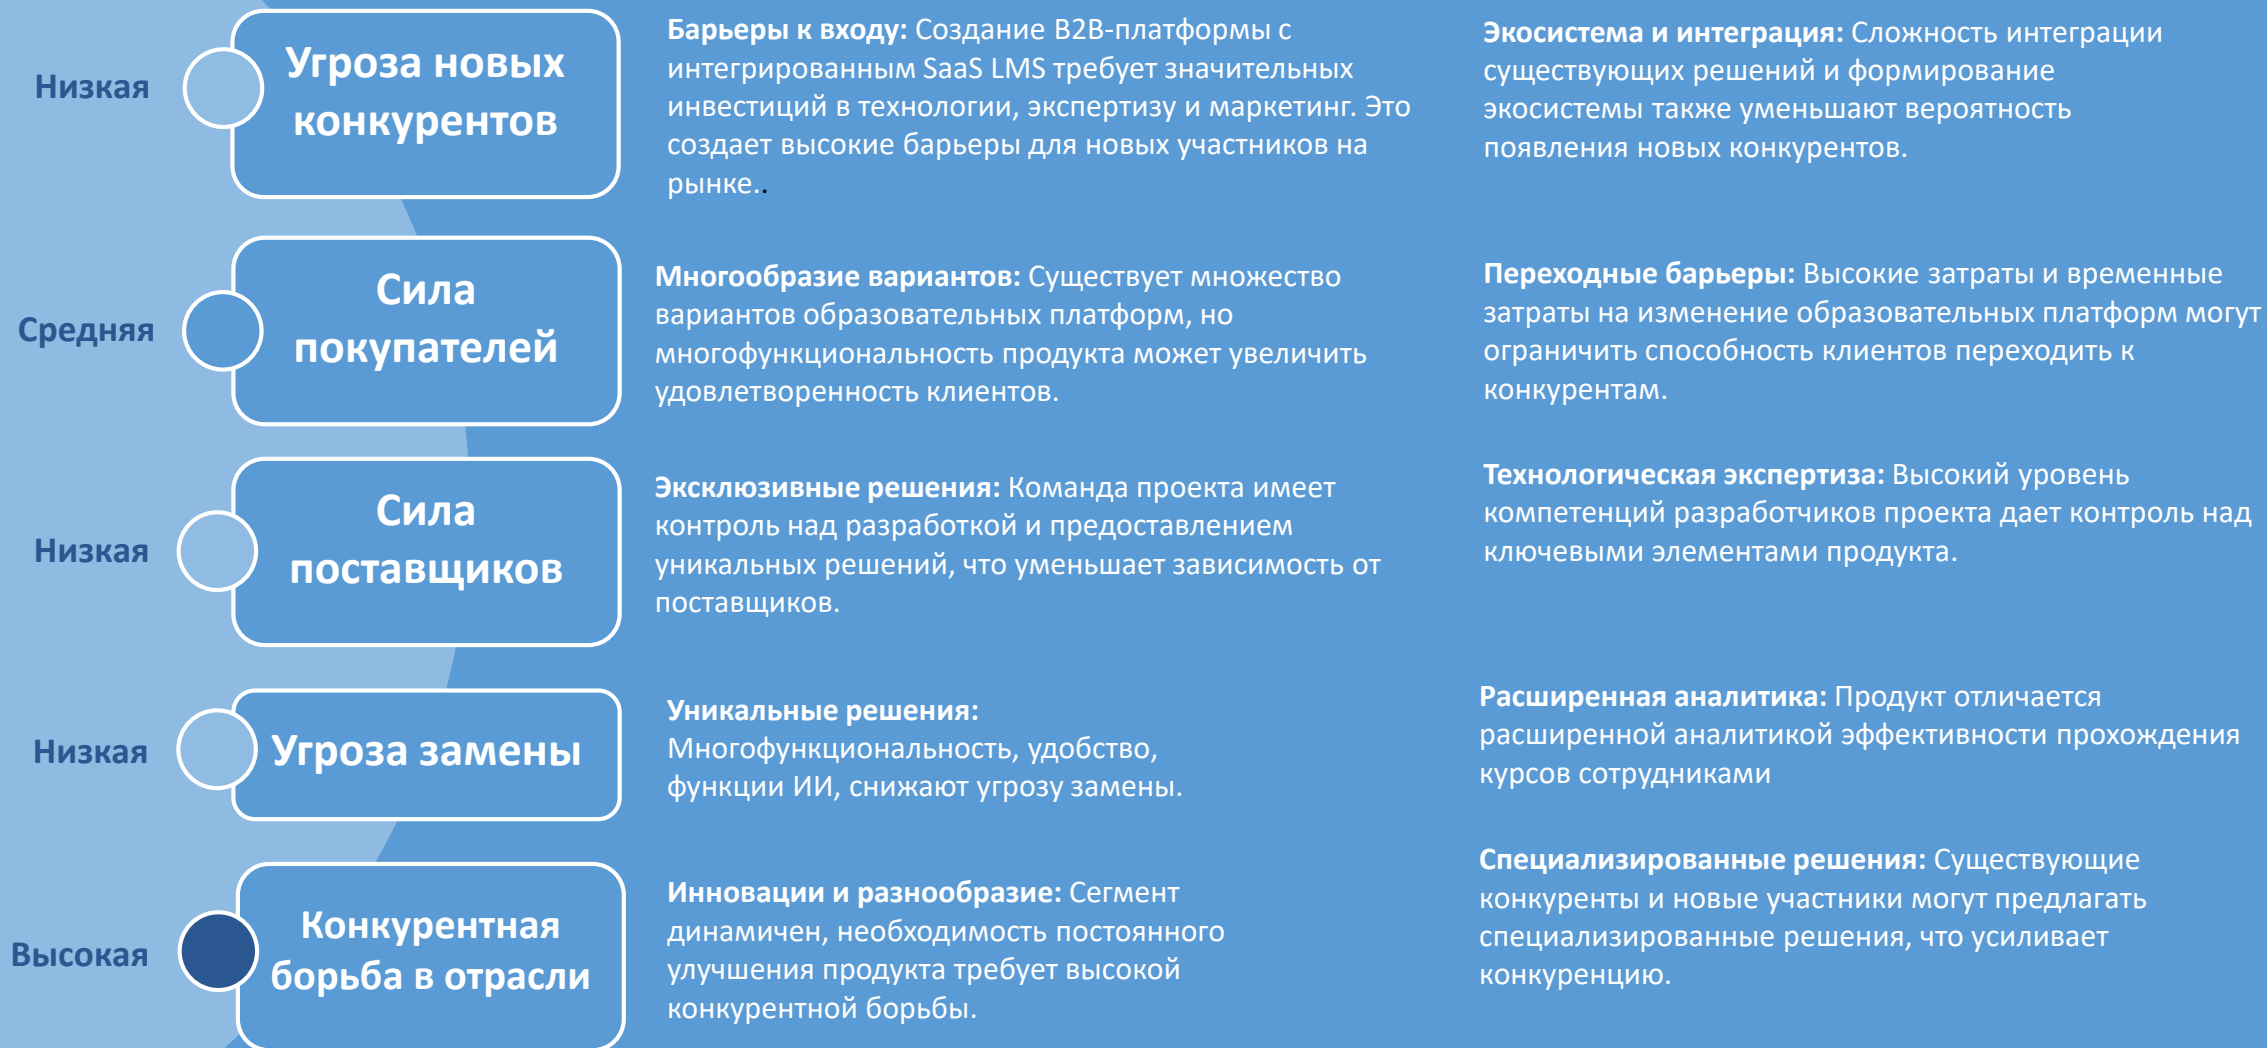 Низкая
Угроза новых
конкурентов
Барьеры к входу: Создание B2B-платформы с
интегрированным SaaS LMS требует значительных
инвестиций в технологии, экспертизу и маркетинг. Это
создает высокие барьеры для новых участников на
рынке..
Экосистема и интеграция: Сложность интеграции
существующих решений и формирование
экосистемы также уменьшают вероятность
появления новых конкурентов.
Средняя
Сила
покупателей
Многообразие вариантов: Существует множество
вариантов образовательных платформ, но
многофункциональность продукта может увеличить
удовлетворенность клиентов.
Переходные барьеры: Высокие затраты и временные
затраты на изменение образовательных платформ могут
ограничить способность клиентов переходить к
конкурентам.
Низкая
Сила
поставщиков
Эксклюзивные решения: Команда проекта имеет
контроль над разработкой и предоставлением
уникальных решений, что уменьшает зависимость от
поставщиков.
Технологическая экспертиза: Высокий уровень
компетенций разработчиков проекта дает контроль над
ключевыми элементами продукта.
Низкая
Угроза замены
Уникальные решения:
Многофункциональность, удобство,
функции ИИ, снижают угрозу замены.
Расширенная аналитика: Продукт отличается
расширенной аналитикой эффективности прохождения
курсов сотрудниками
Высокая
Конкурентная
борьба в отрасли
Инновации и разнообразие: Сегмент
динамичен, необходимость постоянного
улучшения продукта требует высокой
конкурентной борьбы.
Специализированные решения: Существующие
конкуренты и новые участники могут предлагать
специализированные решения, что усиливает
конкуренцию.